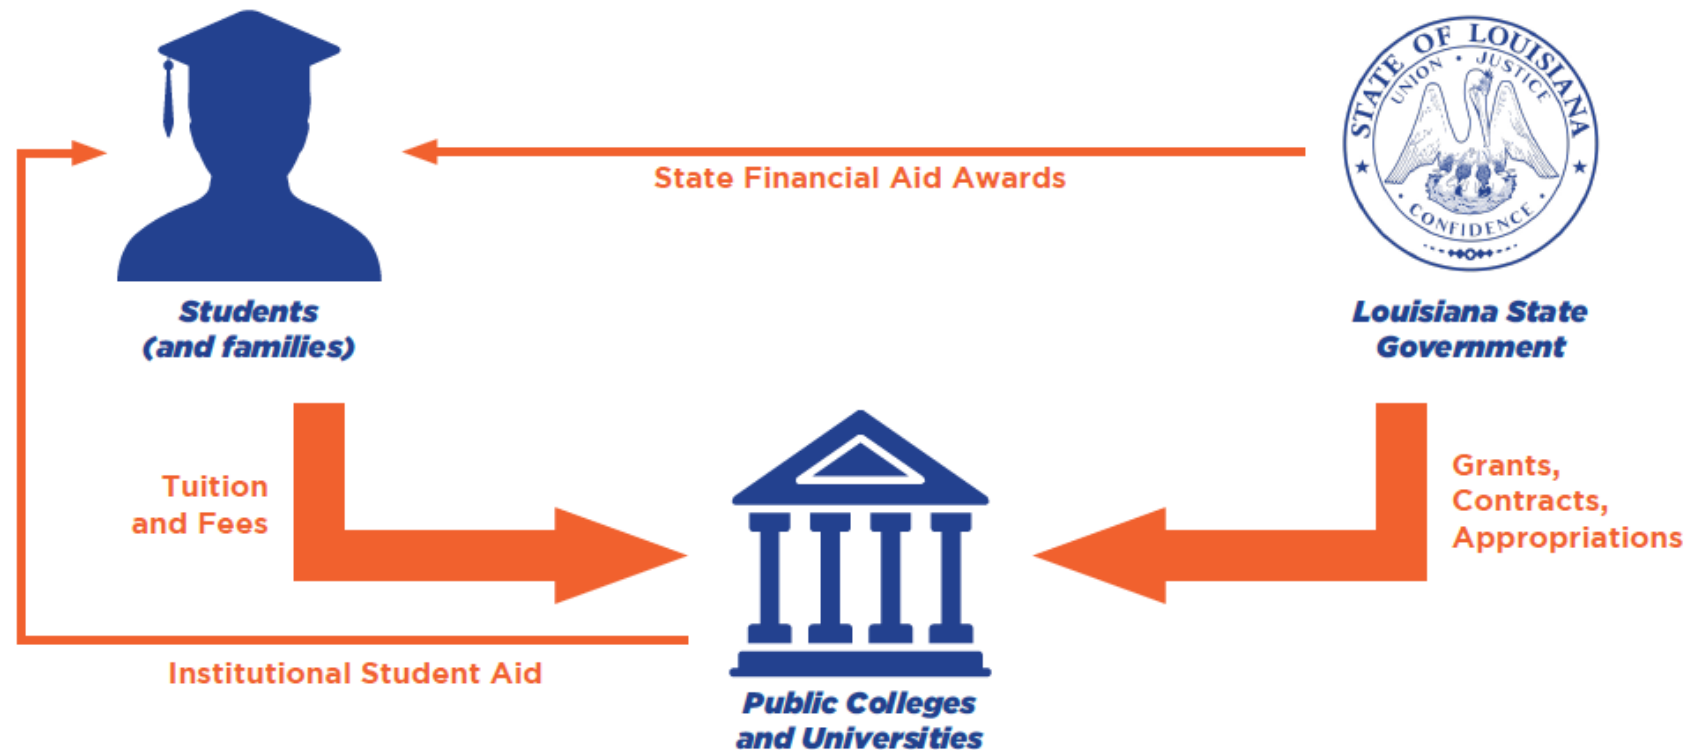 STATE OF LOUISIANA
UNION • JUSTICE
CONFIDENCE
State Financial Aid Awards
Students
(and families)
Louisiana State
Government
Tuition
and Fees
Grants,
Contracts,
Appropriations
Institutional Student Aid
Public Colleges
and Universities